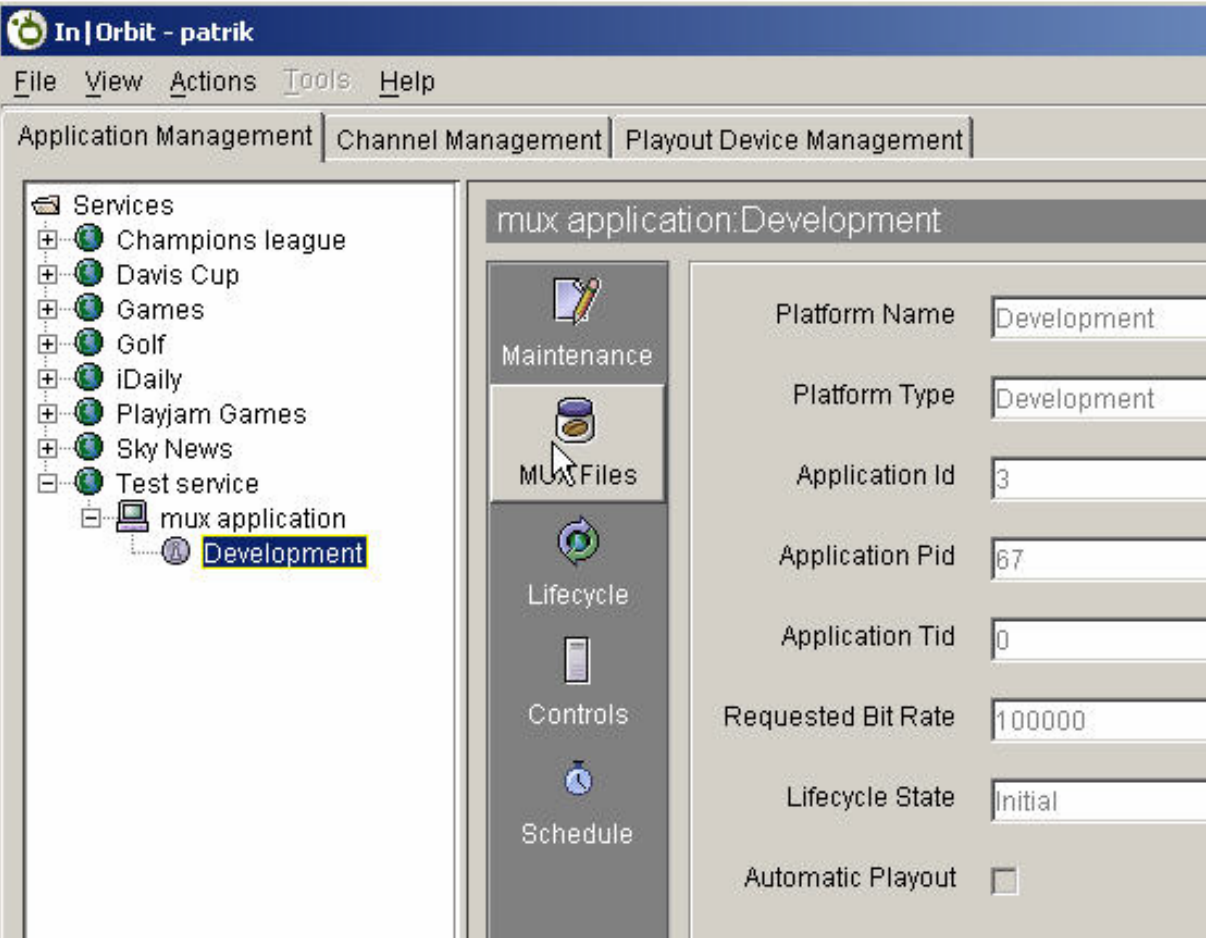 In|Orbit - patrik
File View Actions Tools Help
Application Management Channel Management Playout Device Management
Services
Champions league
Davis Cup
Games
Golf
iDaily
Playjam Games
Sky News
Test service
mux application
Development
mux application:Development
Maintenance
MUX Files
Lifecycle
Controls
Schedule
Platform Name Development
Platform Type Development
Application Id 3
Application Pid 67
Application Tid 0
Requested Bit Rate 100000
Lifecycle State Initial
Automatic Playout